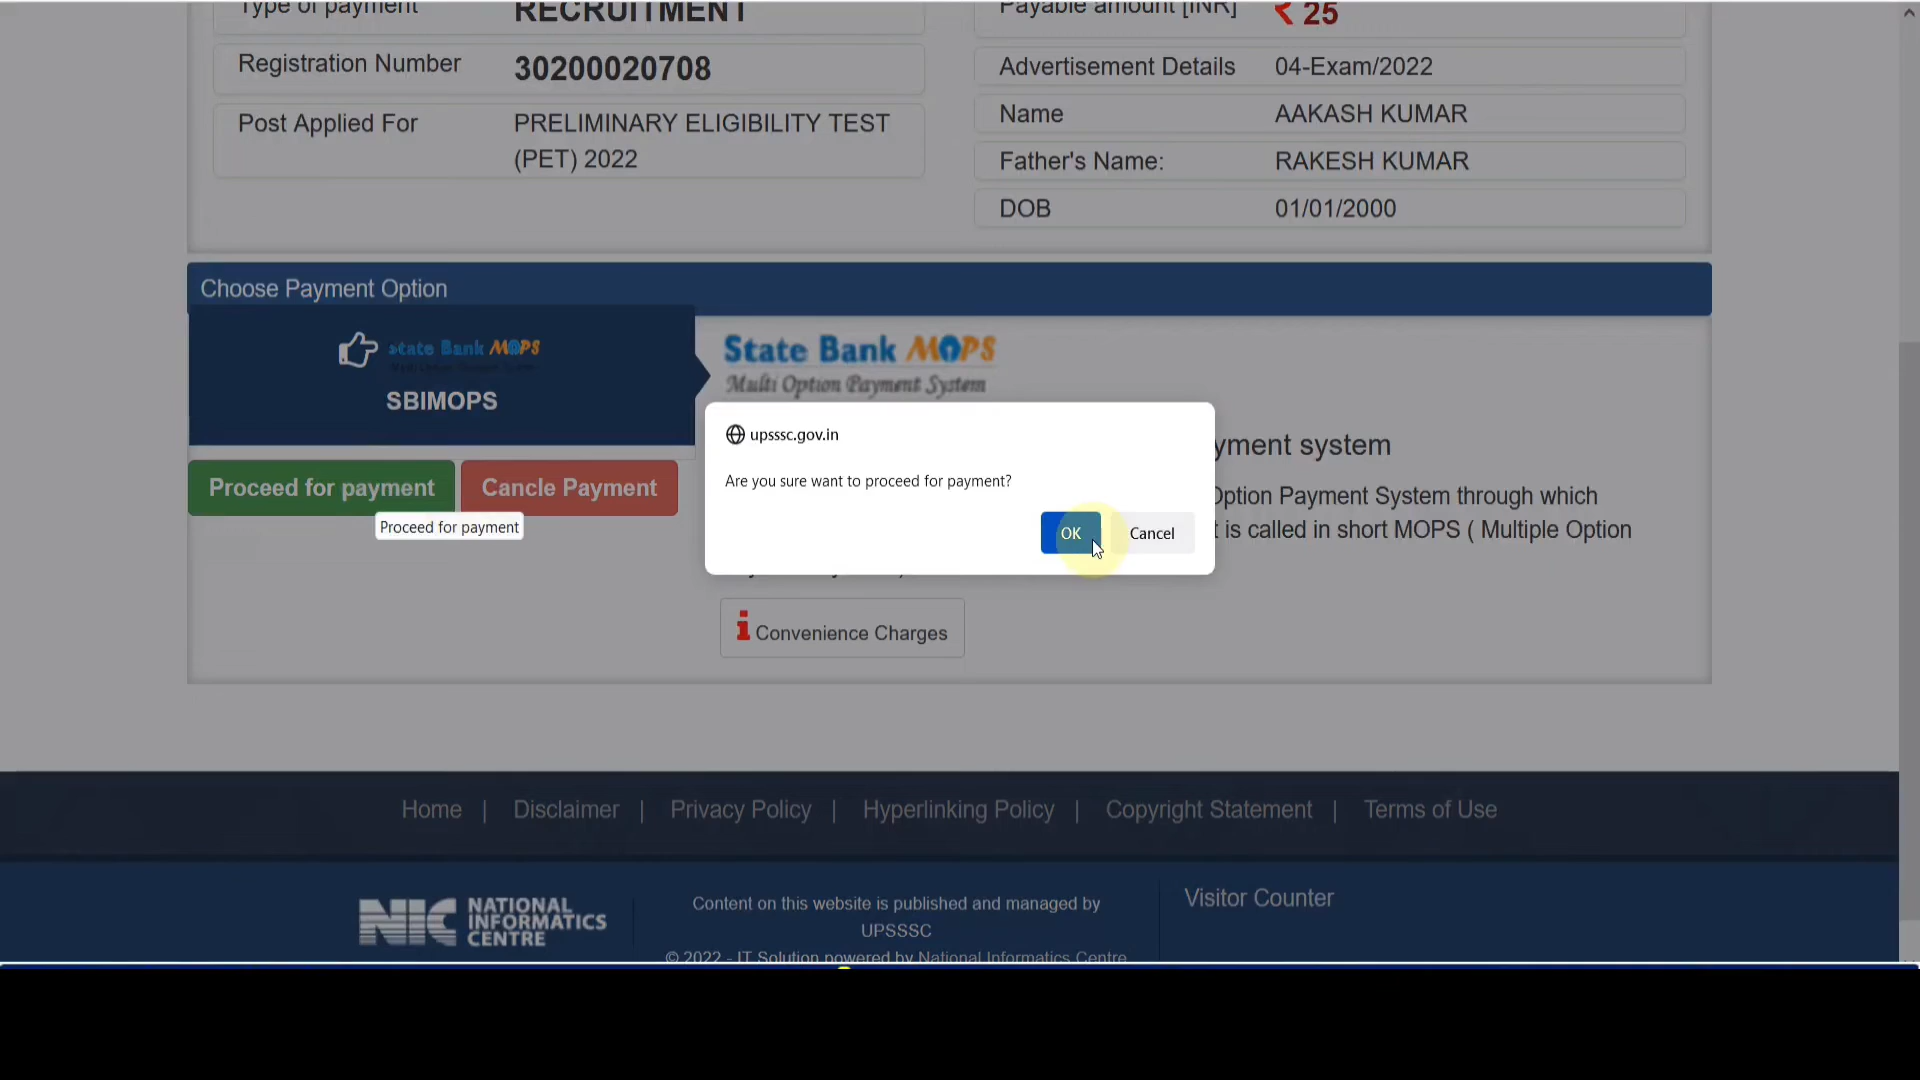 Type of payment RECRUITMENT
Payable amount [INR] ₹ 25
Registration Number 30200020708
Advertisement Details 04-Exam/2022
Name AAKASH KUMAR
Post Applied For PRELIMINARY ELIGIBILITY TEST
(PET) 2022
Father's Name: RAKESH KUMAR
DOB 01/01/2000
Choose Payment Option
State Bank MOPS
SBIMOPS
State Bank MOPS
Multi Option Payment System
Proceed for payment
Cancle Payment
Proceed for payment
upsssc.gov.in
Are you sure want to proceed for payment?
OK
Cancel
yment system
Option Payment System through which
t is called in short MOPS ( Multiple Option
Convenience Charges
Home | Disclaimer | Privacy Policy | Hyperlinking Policy | Copyright Statement | Terms of Use
NIC NATIONAL
INFORMATICS
CENTRE
Content on this website is published and managed by
UPSSSC
© 2022 - IT Solution powered by National Informatics Centre
Visitor Counter